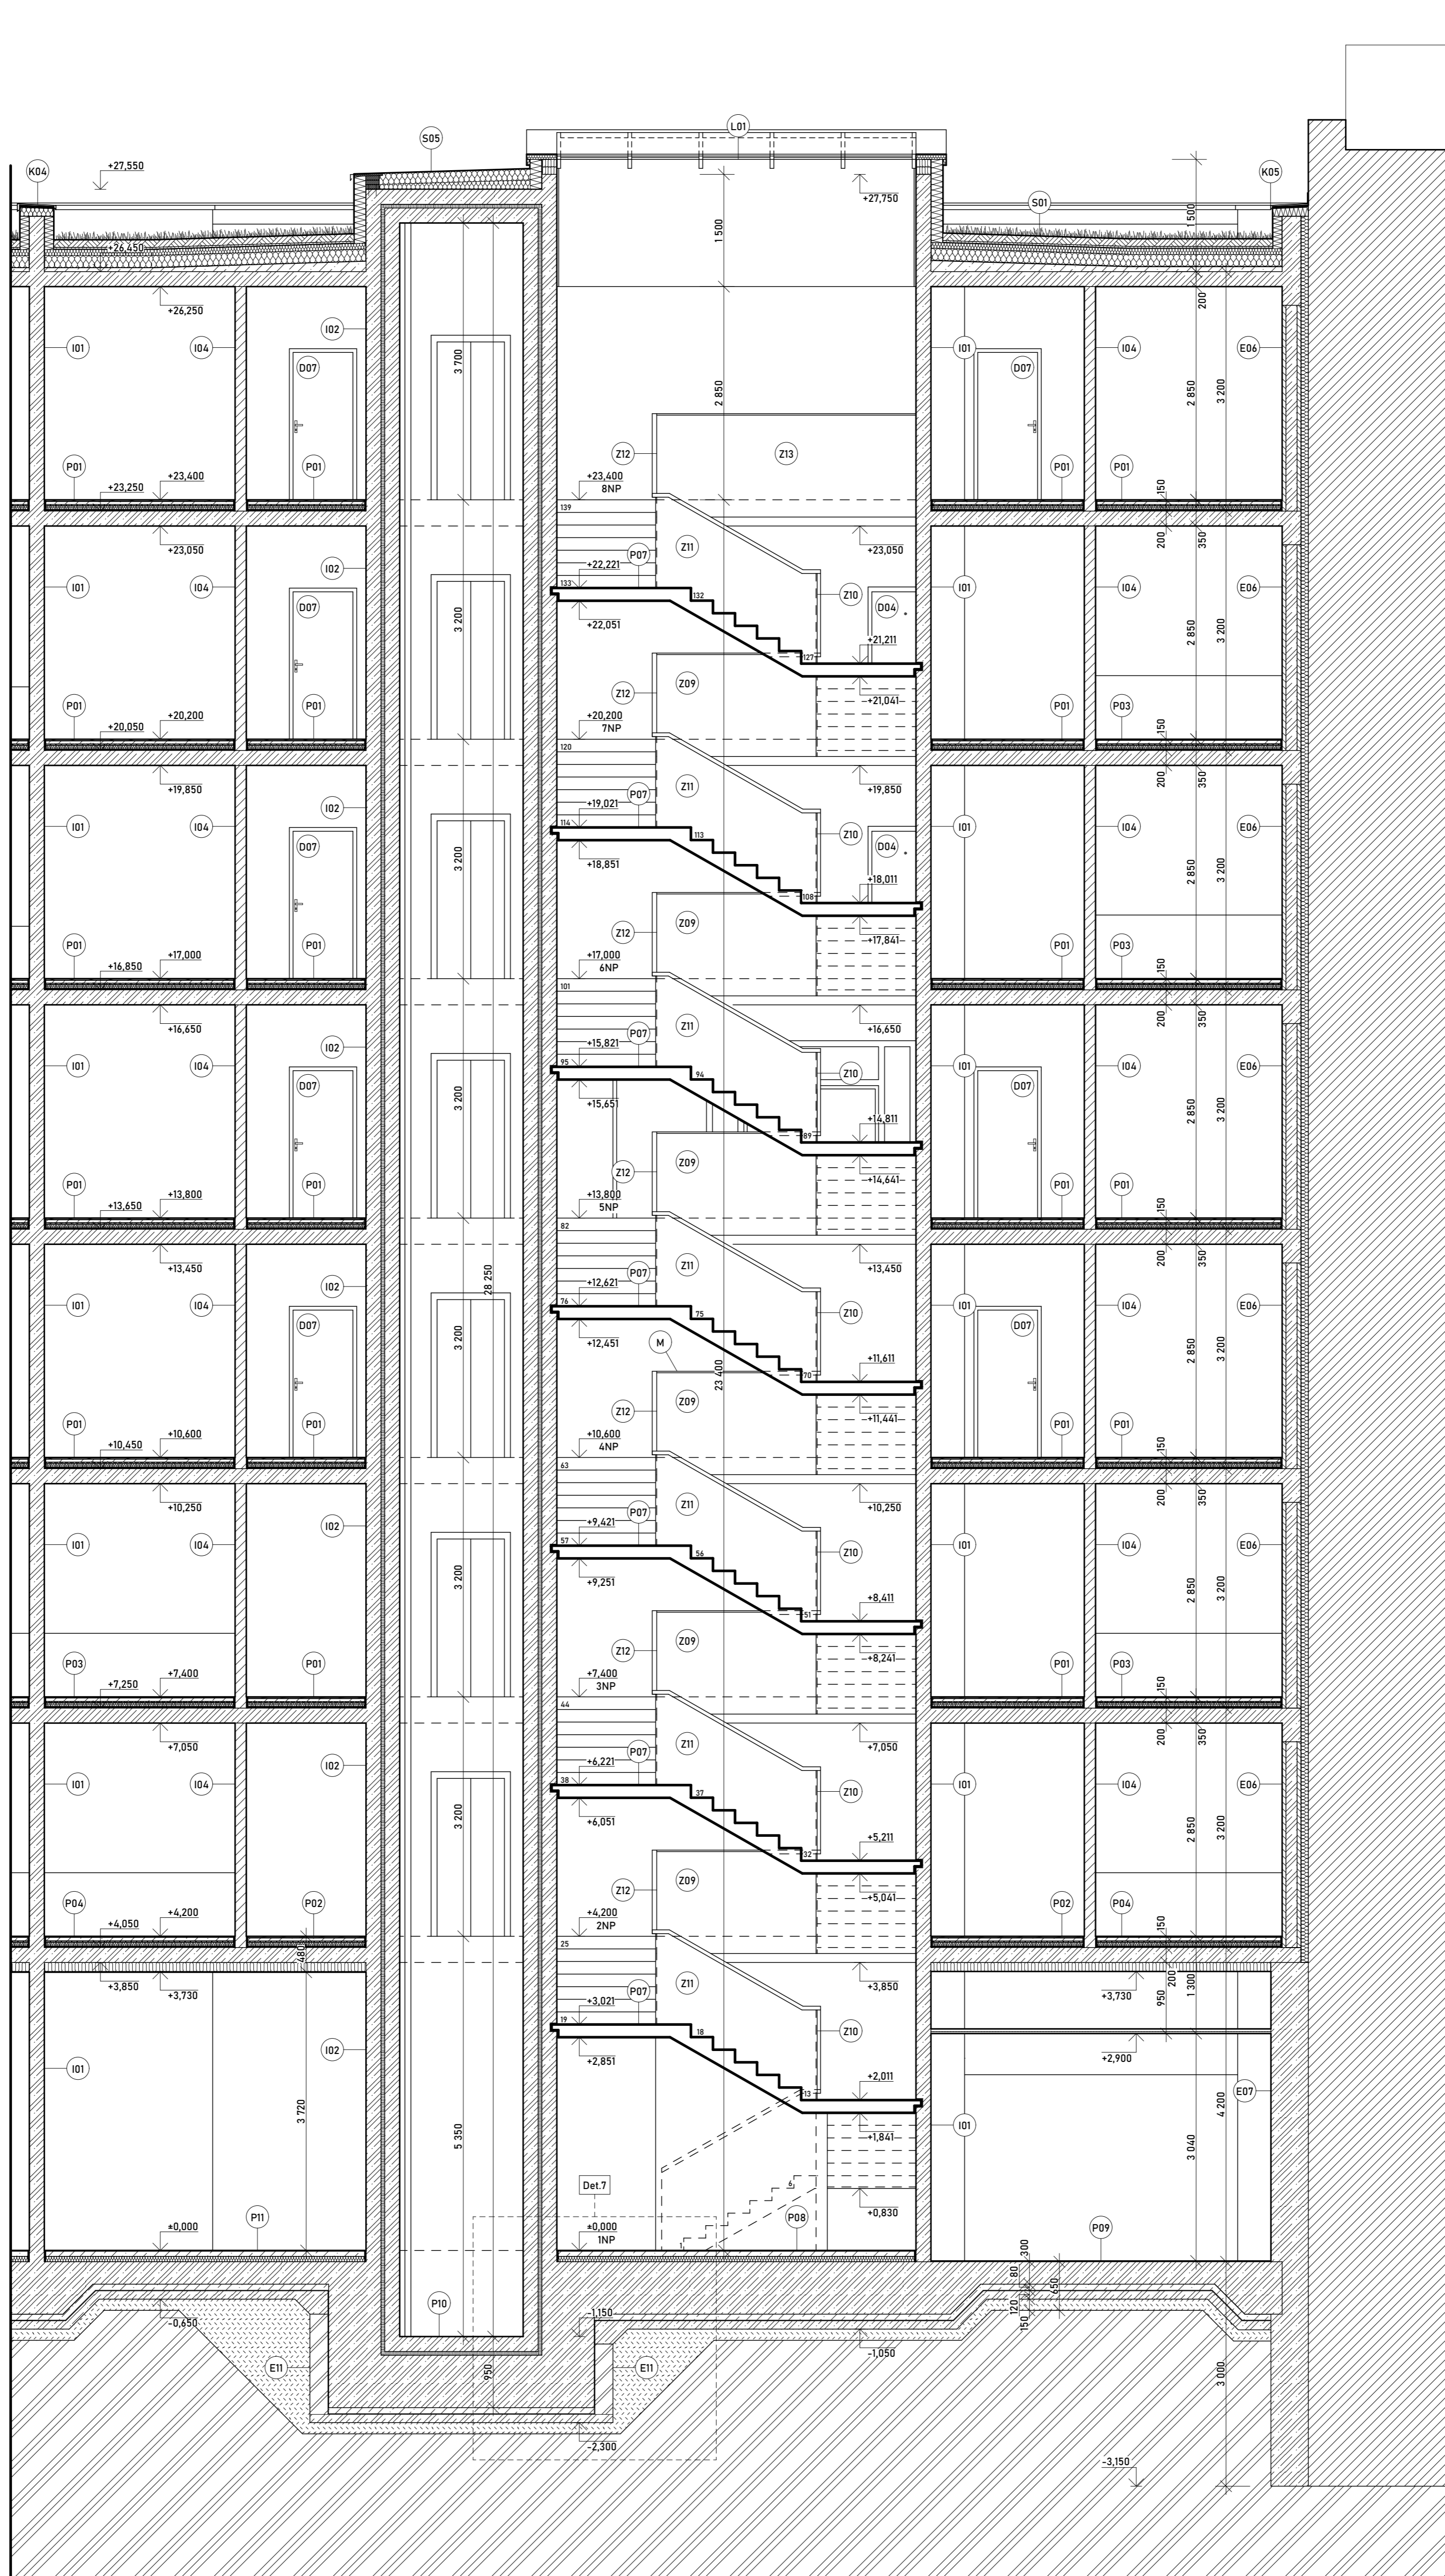 L01
S05
K04
+27,550
K05
+27,750
S01
1 500
1 500
+26,450
+26,250
200
I02
I01
I04
D07
I01
D07
I04
E06
3 700
2 850
2 850
3 200
Z12
Z13
P01
P01
P01
P01
+23,400
+23,250
+23,400
8NP
150
139
+23,050
Z11
P07
+23,050
200
350
I02
+22,221
133
132
I01
I04
D07
Z10
D04
I01
I04
E06
+22,051
3 200
2 850
3 200
127
+21,211
Z12
Z09
+21,041
P01
P01
P01
P03
+20,200
+20,050
+20,200
7NP
150
120
+19,850
Z11
P07
+19,850
200
350
I02
+19,021
114
113
I01
I04
D07
Z10
D04
I01
I04
E06
+18,851
3 200
2 850
3 200
108
+18,011
Z12
Z09
+17,841
P01
P01
P01
P03
+17,000
+16,850
+17,000
6NP
150
101
+16,650
Z11
P07
+16,650
200
350
I02
+15,821
95
94
I01
I04
D07
Z10
I01
D07
I04
E06
+15,651
3 200
2 850
3 200
89
+14,811
Z12
Z09
+14,641
P01
P01
P01
P01
+13,800
+13,650
+13,800
5NP
150
82
+13,450
Z11
P07
+13,450
200
350
I02
28 250
+12,621
76
75
I01
I04
D07
Z10
I01
D07
I04
E06
M
+12,451
3 200
23 400
2 850
3 200
70
+11,611
Z12
Z09
+11,441
P01
P01
P01
P01
+10,600
+10,450
+10,600
4NP
150
63
+10,250
Z11
P07
+10,250
200
350
I02
+9,421
57
56
I01
I04
Z10
I01
I04
E06
+9,251
3 200
2 850
3 200
51
+8,411
Z12
Z09
+8,241
P03
P01
P01
P03
+7,400
+7,250
+7,400
3NP
150
44
+7,050
Z11
P07
+7,050
200
350
I02
+6,221
38
37
I01
I04
Z10
I01
I04
E06
+6,051
3 200
2 850
3 200
32
+5,211
Z12
Z09
+5,041
P04
P02
P02
P04
+4,200
+4,050
+4,200
2NP
150
480
25
+3,850
+3,730
Z11
P07
+3,850
+3,730
200
950
1 300
+3,021
19
18
I02
I01
Z10
+2,851
+2,900
13
+2,011
E07
I01
+1,841
3 720
5 350
4 200
3 040
Det.7
6
+0,830
P11
±0,000
±0,000
1NP
1
P08
P09
300
80
650
120
150
P10
-0,650
-1,150
-1,050
E11
950
E11
3 000
-2,300
-3,150